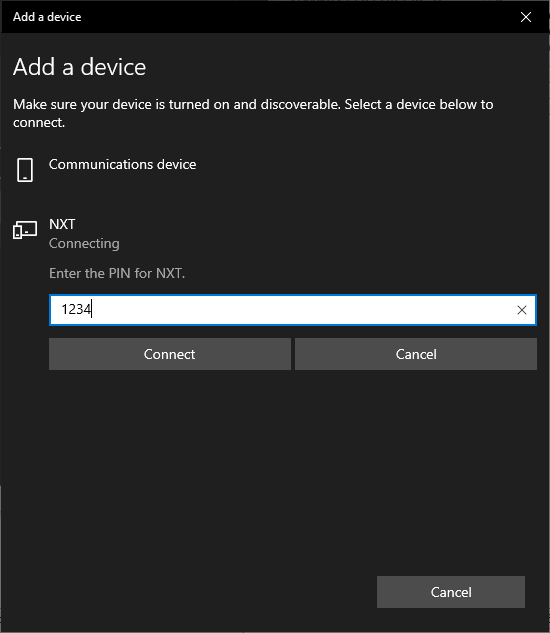 Add a device
Add a device
Make sure your device is turned on and discoverable. Select a device below to
connect.
Communications device
NXT
Connecting
Enter the PIN for NXT.
1234
Connect
Cancel
Cancel